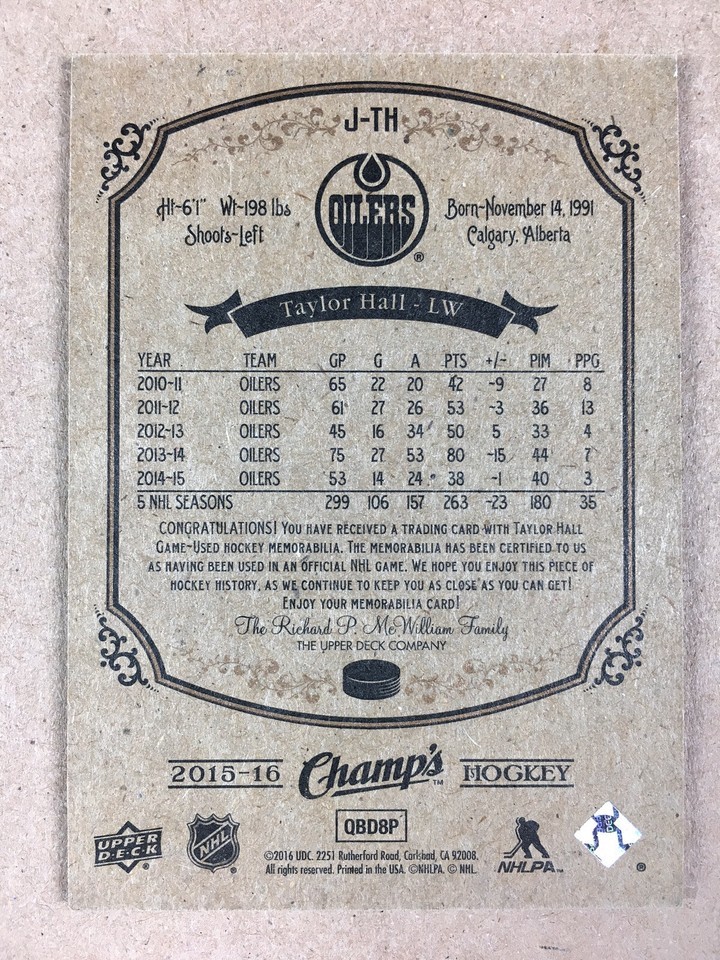 J-TH
Ht-6'1" Wt-198 lbs
Shoots-Left
OILERS
®
Born-November 14, 1991
Calgary, Alberta
Taylor Hall - LW
YEAR TEAM GP G A PTS +/- PIM PPG
2010-11 OILERS 65 22 20 42 -9 27 8
2011-12 OILERS 61 27 26 53 -3 36 13
2012-13 OILERS 45 16 34 50 5 33 4
2013-14 OILERS 75 27 53 80 -15 44 7
2014-15 OILERS 53 14 24 38 -1 40 3
5 NHL SEASONS 299 106 157 263 -23 180 35
CONGRATULATIONS! YOU HAVE RECEIVED A TRADING CARD WITH TAYLOR HALL
GAME-USED HOCKEY MEMORABILIA. THE MEMORABILIA HAS BEEN CERTIFIED TO US
AS HAVING BEEN USED IN AN OFFICIAL NHL GAME. WE HOPE YOU ENJOY THIS PIECE OF
HOCKEY HISTORY, AS WE CONTINUE TO KEEP YOU AS CLOSE AS YOU CAN GET!
ENJOY YOUR MEMORABILIA CARD!
The Richard P. McWilliam Family
THE UPPER DECK COMPANY
2015-16 Champ's™ HOCKEY
QBD8P
UPPER DECK®
NHL®
©2016 UDC. 2251 Rutherford Road, Carlsbad, CA 92008.
All rights reserved. Printed in the USA. ©NHLPA. © NHL.
NHLPA™
®